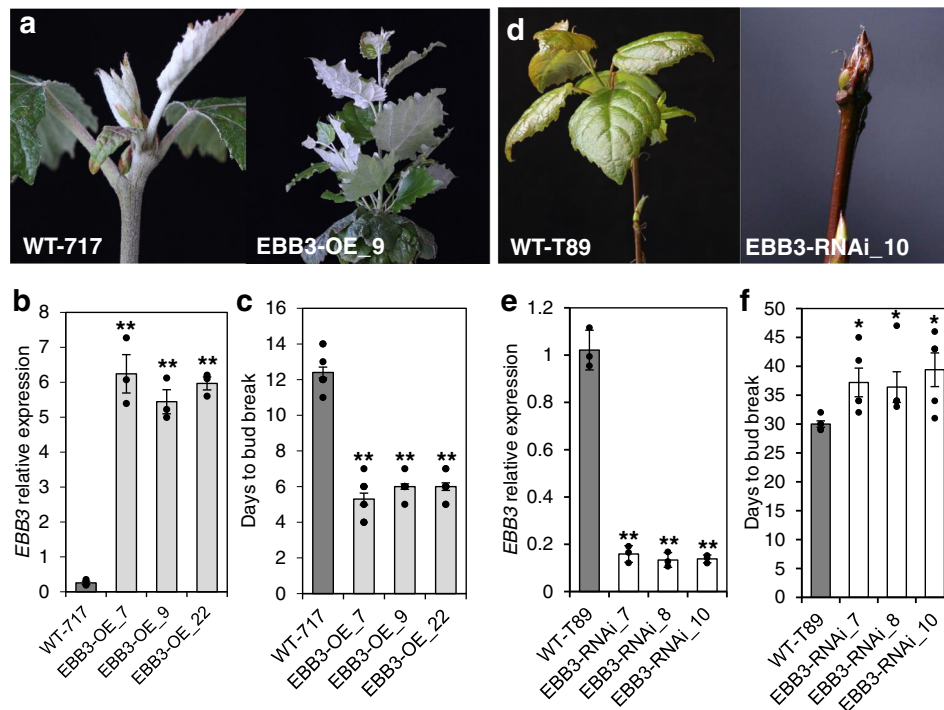 a
WT-717
EBB3-OE_9
d
WT-T89
EBB3-RNAi_10
b
EBB3 relative expression
8
7
6
5
4
3
2
1
0
**
**
**
WT-717
EBB3-OE_7
EBB3-OE_9
EBB3-OE_22
c
Days to bud break
16
14
12
10
8
6
4
2
0
**
**
**
WT-717
EBB3-OE_7
EBB3-OE_9
EBB3-OE_22
e
EBB3 relative expression
1.2
1
0.8
0.6
0.4
0.2
0
**
**
**
WT-T89
EBB3-RNAi_7
EBB3-RNAi_8
EBB3-RNAi_10
f
Days to bud break
50
45
40
35
30
25
20
15
10
5
0
*
*
*
WT-T89
EBB3-RNAi_7
EBB3-RNAi_8
EBB3-RNAi_10